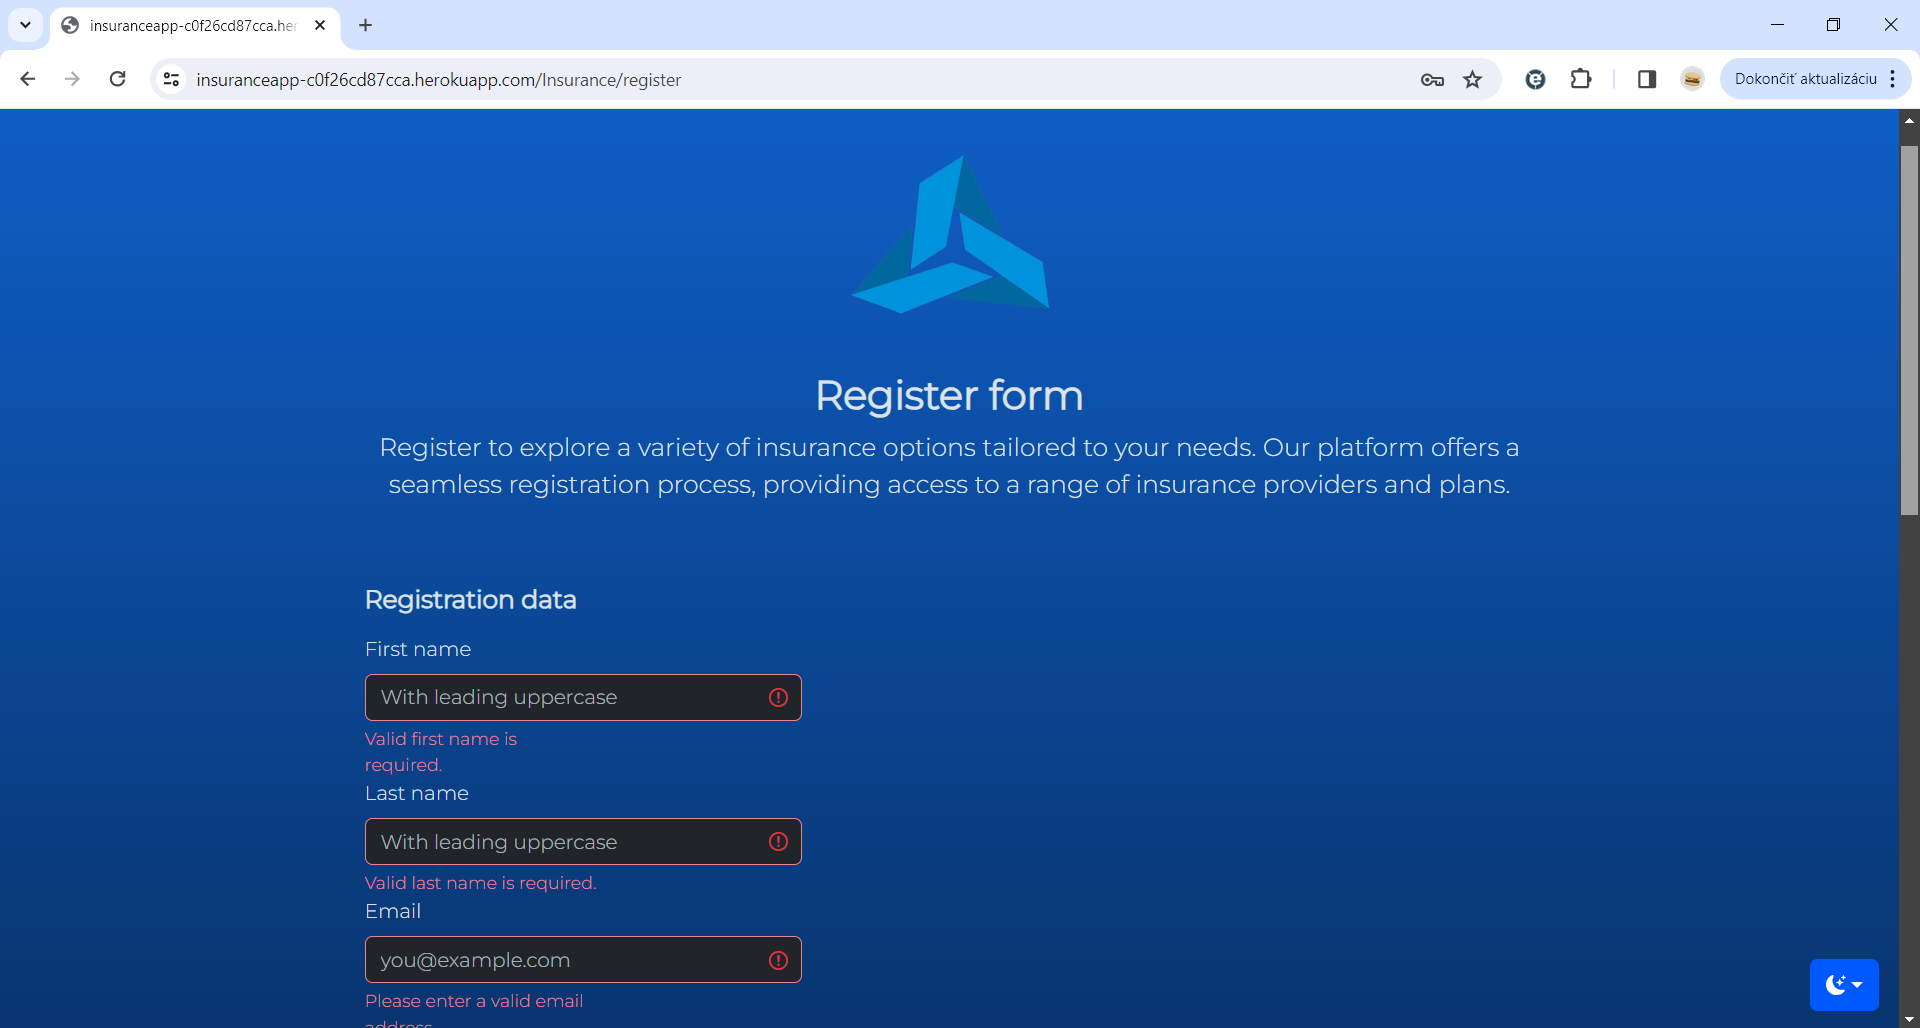 insuranceapp-c0f26cd87cca.her
insuranceapp-c0f26cd87cca.herokuapp.com/Insurance/register
Dokončiť aktualizáciu
Register form
Register to explore a variety of insurance options tailored to your needs. Our platform offers a
seamless registration process, providing access to a range of insurance providers and plans.
Registration data
First name
With leading uppercase
Valid first name is
required.
Last name
With leading uppercase
Valid last name is required.
Email
you@example.com
Please enter a valid email
address.